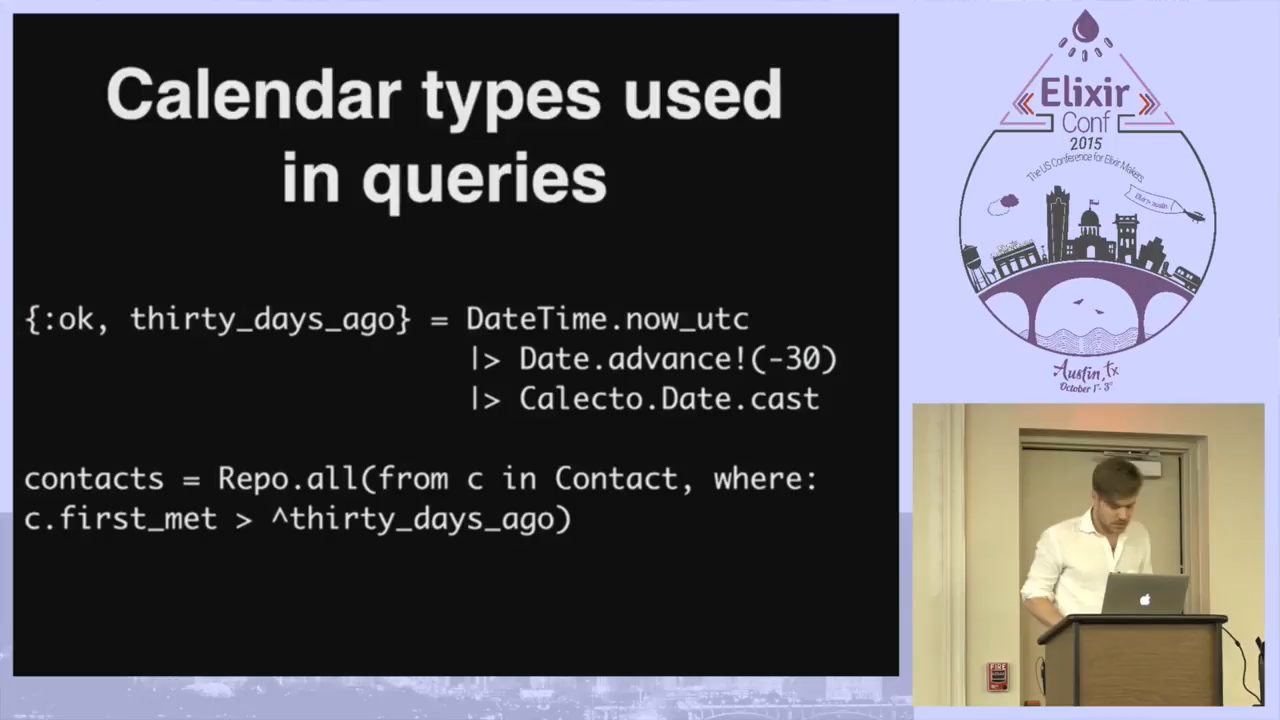 Calendar types used
in queries
{:ok, thirty_days_ago} = DateTime.now_utc
|> Date.advance!(-30)
|> Calecto.Date.cast
contacts = Repo.all(from c in Contact, where:
c.first_met > ^thirty_days_ago)
Elixir
Conf
2015
The US Conference for Elixir Makers
Austin, TX
October 1st - 3rd
FIRE